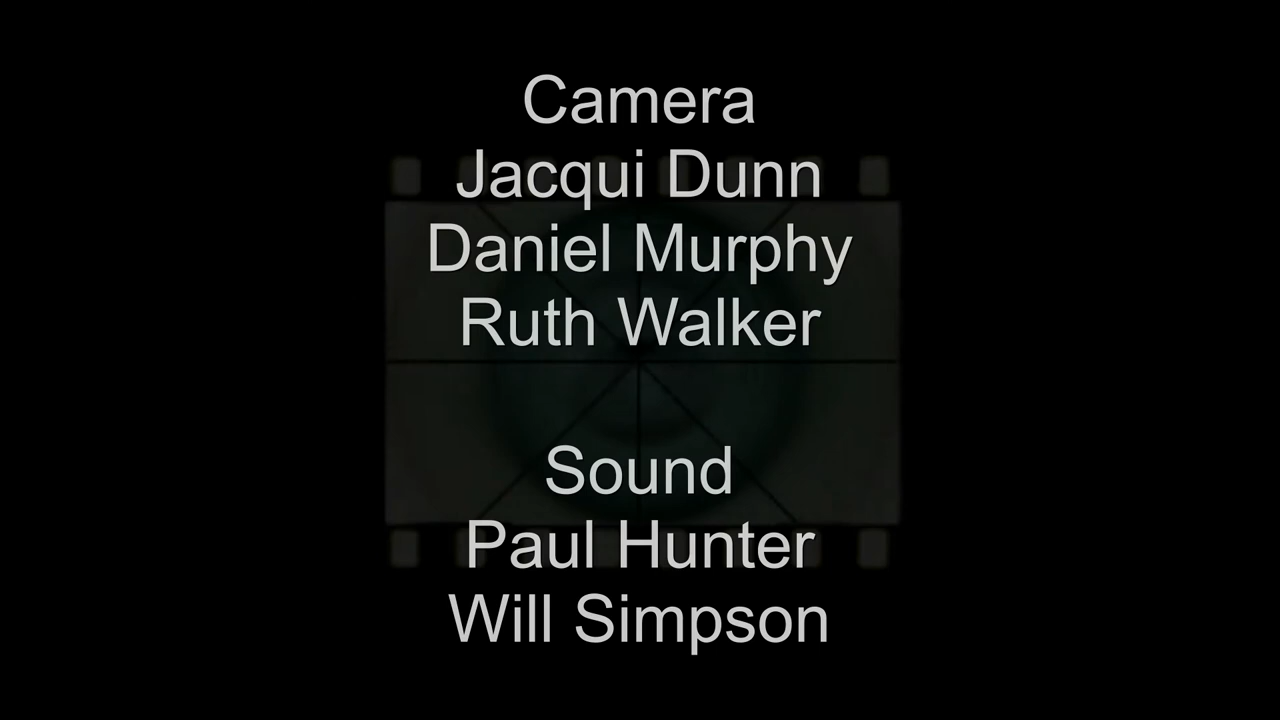 Camera
Jacqui Dunn
Daniel Murphy
Ruth Walker
Sound
Paul Hunter
Will Simpson